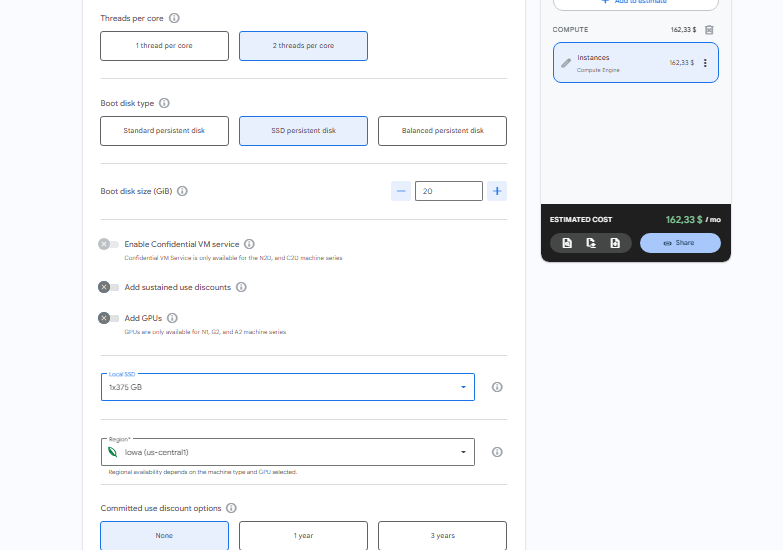 Threads per core
1 thread per core
2 threads per core
Boot disk type
Standard persistent disk
SSD persistent disk
Balanced persistent disk
Boot disk size (GiB)
20
Enable Confidential VM service
Confidential VM Service is only available for the N2D, and C2D machine series
Add sustained use discounts
Add GPUs
GPUs are only available for N1, G2, and A2 machine series
Local SSD
1x375 GB
Region*
Iowa (us-central1)
Regional availability depends on the machine type and GPU selected.
Committed use discount options
None
1 year
3 years
+ Add to estimate
COMPUTE 162,33 $
Instances 162,33 $
Compute Engine
ESTIMATED COST 162,33 $ / mo
Share